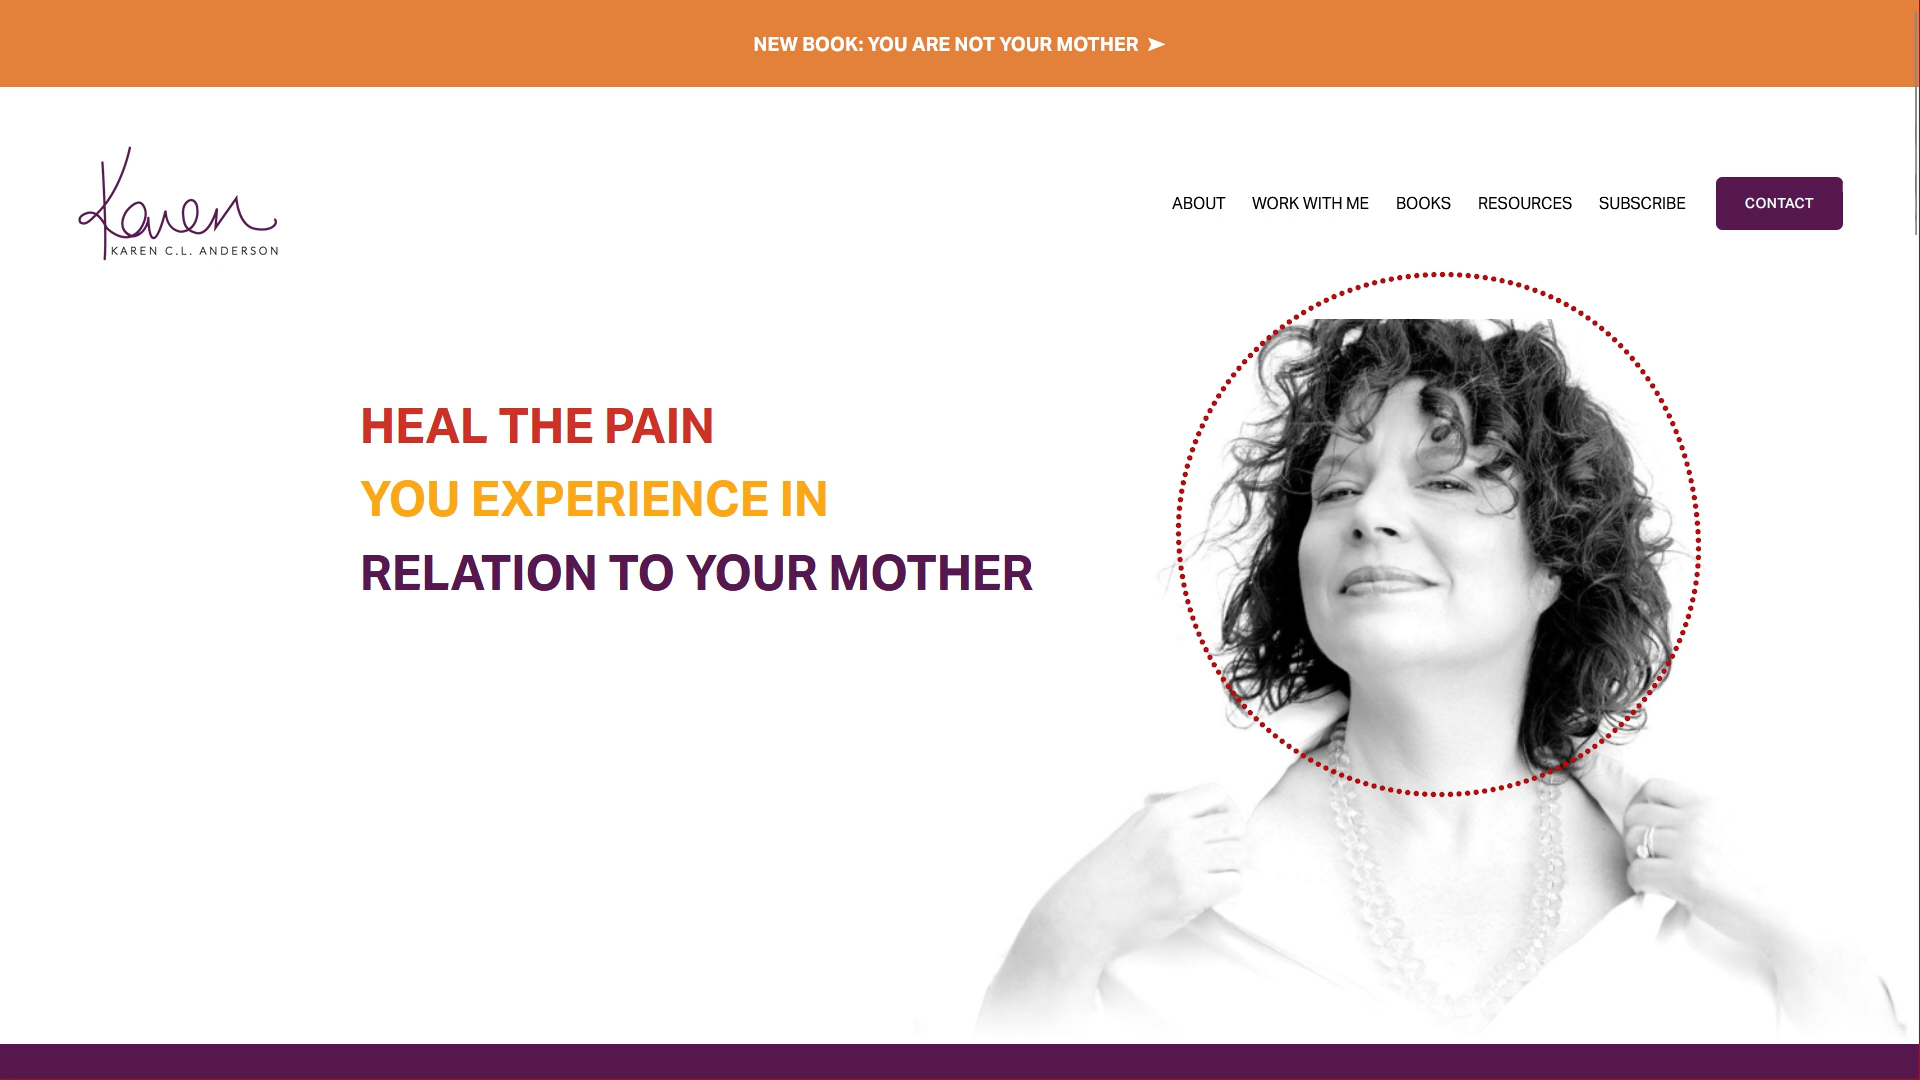 NEW BOOK: YOU ARE NOT YOUR MOTHER ➤
Karen
KAREN C.L. ANDERSON
ABOUT WORK WITH ME BOOKS RESOURCES SUBSCRIBE CONTACT
HEAL THE PAIN
YOU EXPERIENCE IN
RELATION TO YOUR MOTHER